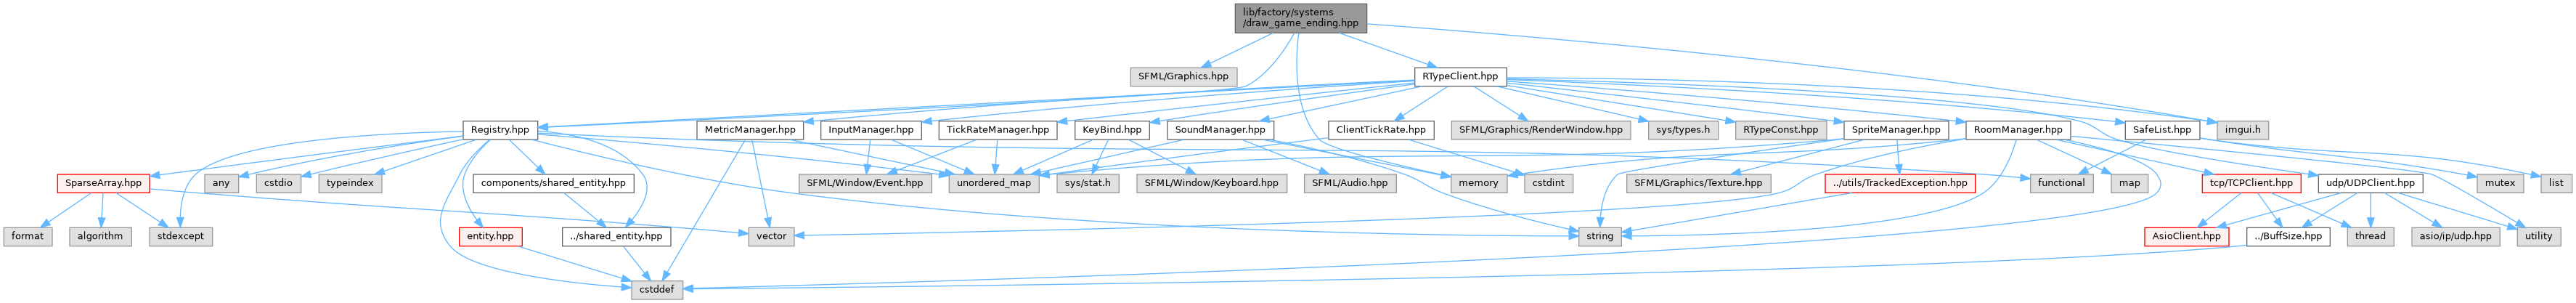 lib/factory/systems
/draw_game_ending.hpp
SFML/Graphics.hpp
RTypeClient.hpp
Registry.hpp
MetricManager.hpp
InputManager.hpp
TickRateManager.hpp
KeyBind.hpp
SoundManager.hpp
ClientTickRate.hpp
SFML/Graphics/RenderWindow.hpp
sys/types.h
RTypeConst.hpp
SpriteManager.hpp
RoomManager.hpp
SafeList.hpp
imgui.h
SparseArray.hpp
any
cstdio
typeindex
components/shared_entity.hpp
SFML/Window/Event.hpp
unordered_map
sys/stat.h
SFML/Window/Keyboard.hpp
SFML/Audio.hpp
memory
cstdint
SFML/Graphics/Texture.hpp
../utils/TrackedException.hpp
functional
map
tcp/TCPClient.hpp
udp/UDPClient.hpp
mutex
list
format
algorithm
stdexcept
entity.hpp
../shared_entity.hpp
vector
string
AsioClient.hpp
../BuffSize.hpp
thread
asio/ip/udp.hpp
utility
cstddef